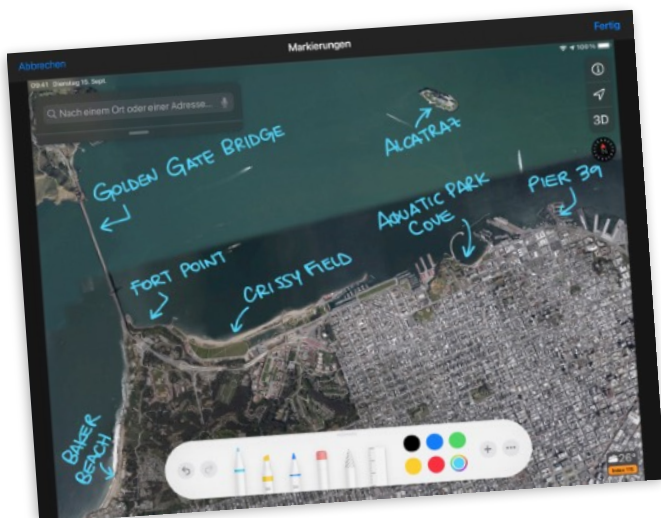 Abbrechen
Markierungen
Fertig
09:41 Dienstag 15. Sept.
100%
Nach einem Ort oder einer Adresse...
3D
GOLDEN GATE BRIDGE
ALCATRAZ
AQUATIC PARK
COVE
PIER 39
FORT POINT
CRISSY FIELD
BAKER
BEACH